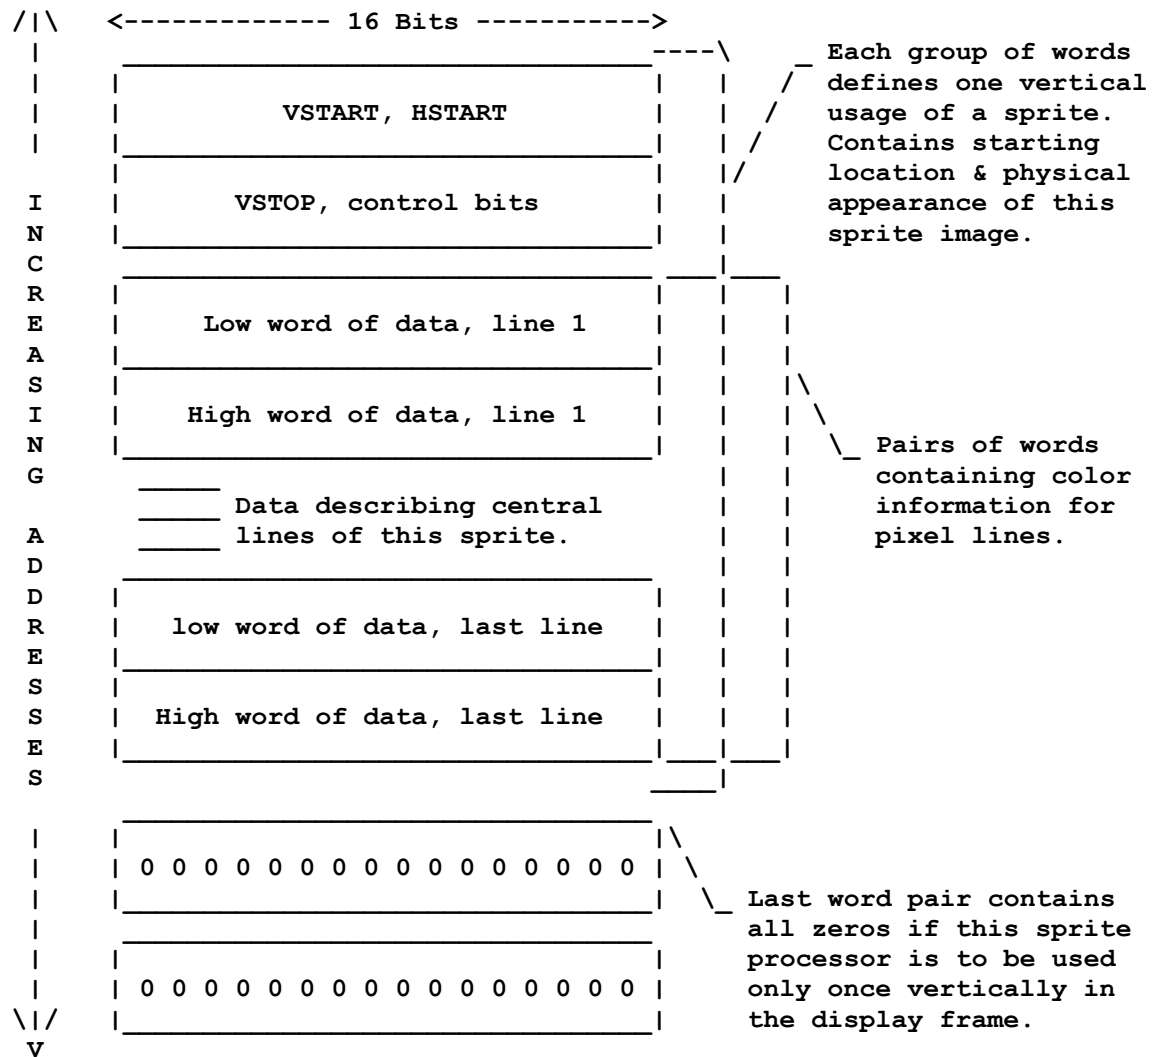 <------------- 16 Bits ----------->
Each group of words
defines one vertical
usage of a sprite.
Contains starting
location & physical
appearance of this
sprite image.
VSTART, HSTART
VSTOP, control bits
INCREASING ADDRESSES
Low word of data, line 1
High word of data, line 1
Pairs of words
containing color
information for
pixel lines.
Data describing central
lines of this sprite.
low word of data, last line
High word of data, last line
0 0 0 0 0 0 0 0 0 0 0 0 0 0 0 0
Last word pair contains
all zeros if this sprite
processor is to be used
only once vertically in
the display frame.
0 0 0 0 0 0 0 0 0 0 0 0 0 0 0 0
V